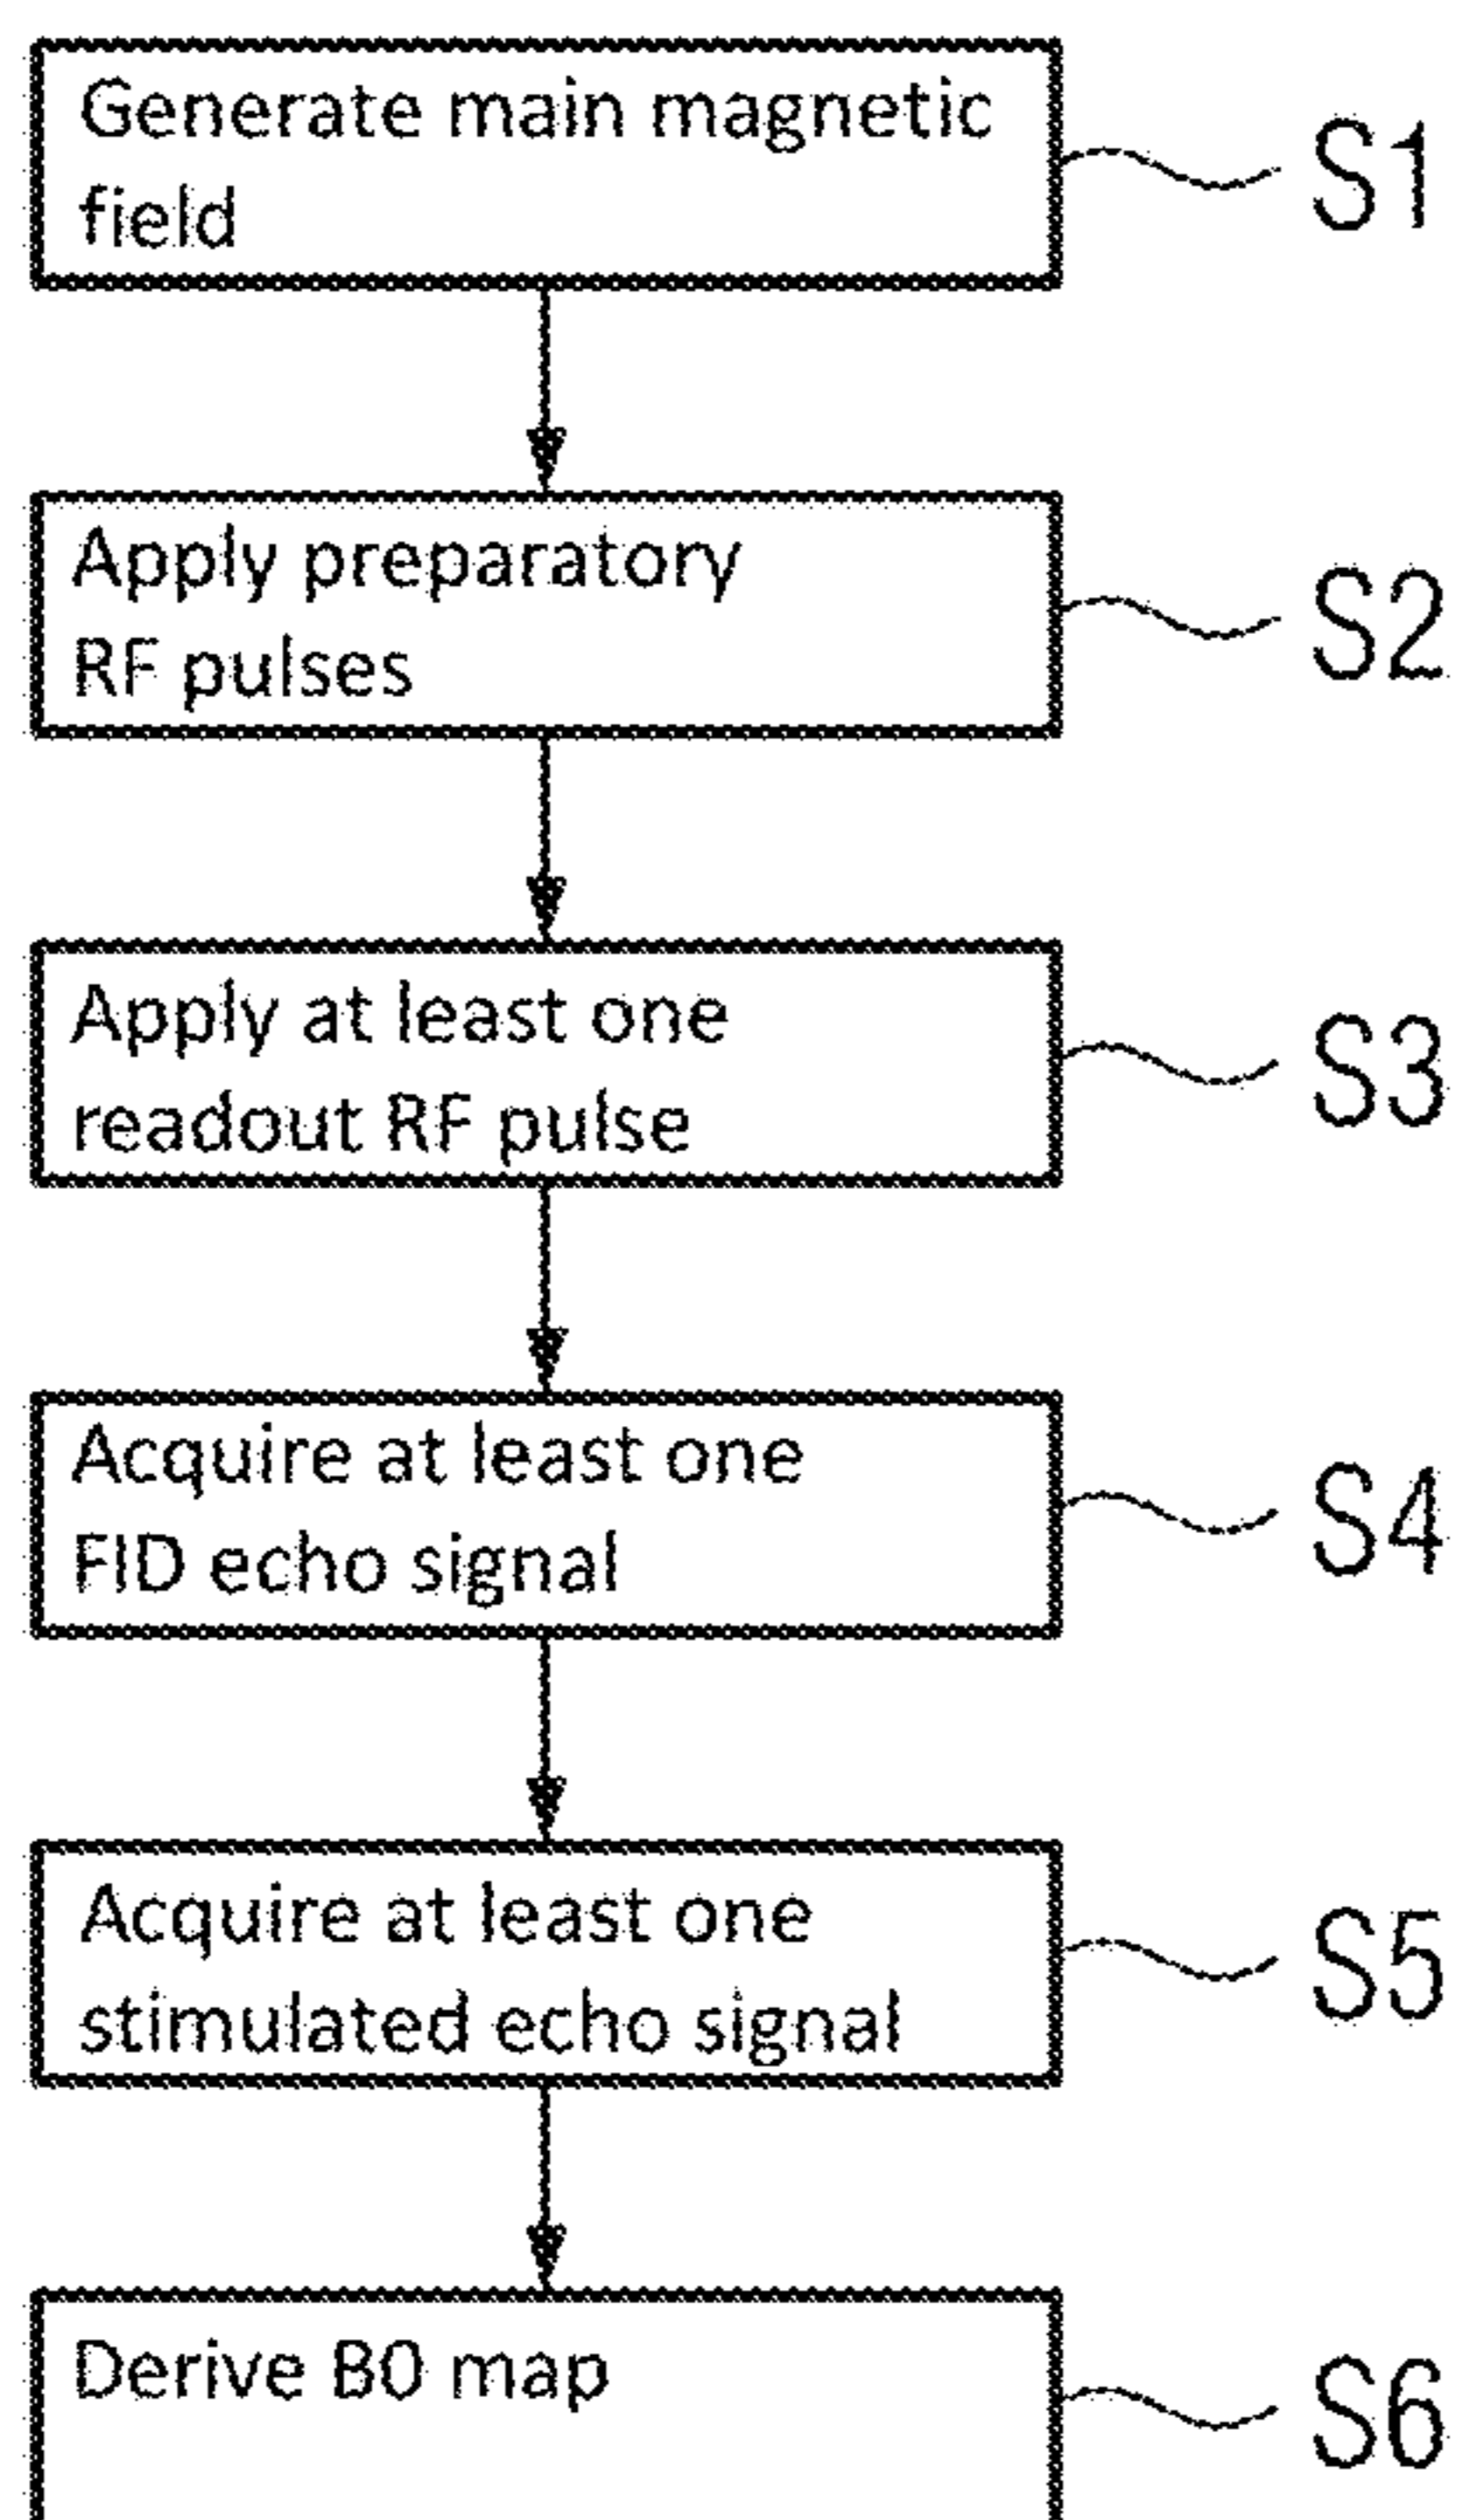 Generate main magnetic
field
S1
Apply preparatory
RF pulses
S2
Apply at least one
readout RF pulse
S3
Acquire at least one
FID echo signal
S4
Acquire at least one
stimulated echo signal
S5
Derive B0 map
S6